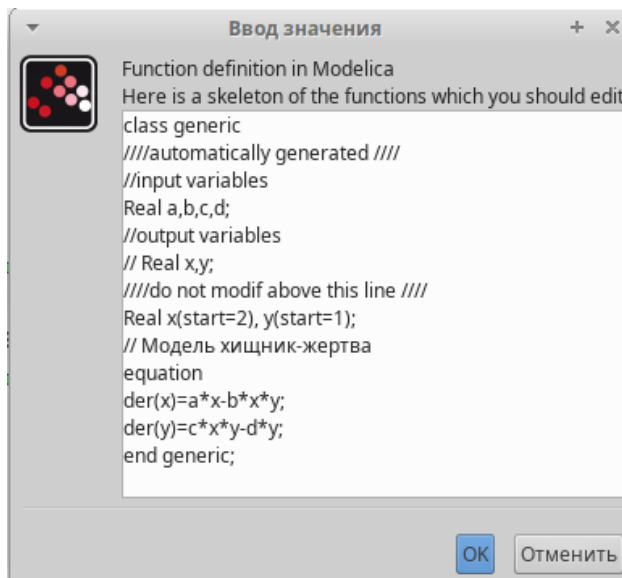 Ввод значения
Function definition in Modelica
Here is a skeleton of the functions which you should edit
class generic
////automatically generated ////
//input variables
Real a,b,c,d;
//output variables
// Real x,y;
////do not modif above this line ////
Real x(start=2), y(start=1);
// Модель хищник-жертва
equation
der(x)=a*x-b*x*y;
der(y)=c*x*y-d*y;
end generic;
OK Отменить